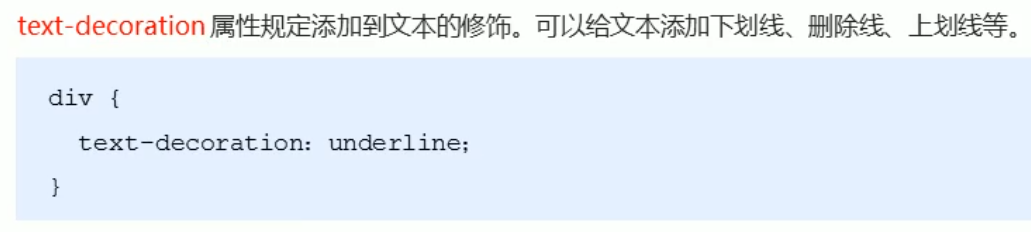 text-decoration 属性规定添加到文本的修饰。可以给文本添加下划线、删除线、上划线等。
div {
  text-decoration：underline；
}